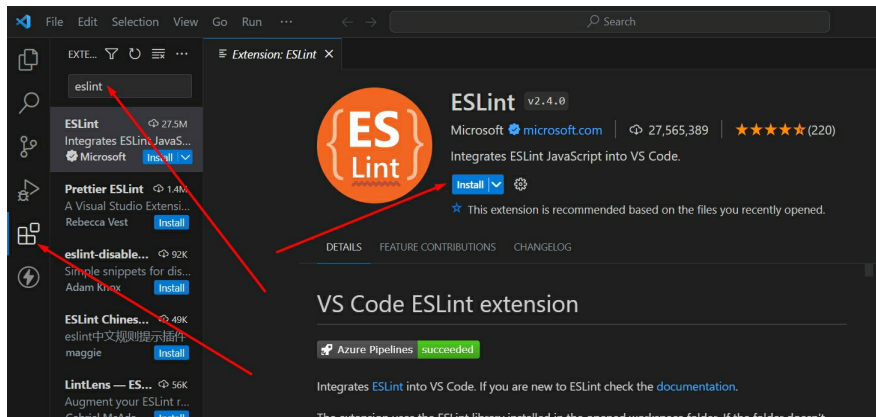 File Edit Selection View Go Run ··· Search
EXTE... ···
eslint
ESLint 27.5M
Integrates ESLint JavaS...
Microsoft Install
Prettier ESLint 1.4M
A Visual Studio Extensi...
Rebecca Vest Install
eslint-disable... 92K
Simple snippets for dis...
Adam Knox Install
ESLint Chines... 49K
eslint中文规则提示插件
maggie Install
LintLens — ES... 56K
Augment your ESLint r...
Install
Extension: ESLint
{ES}
Lint
ESLint v2.4.0
Microsoft microsoft.com 27,565,389 (220)
Integrates ESLint JavaScript into VS Code.
Install
This extension is recommended based on the files you recently opened.
DETAILS FEATURE CONTRIBUTIONS CHANGELOG
VS Code ESLint extension
Azure Pipelines succeeded
Integrates ESLint into VS Code. If you are new to ESLint check the documentation.